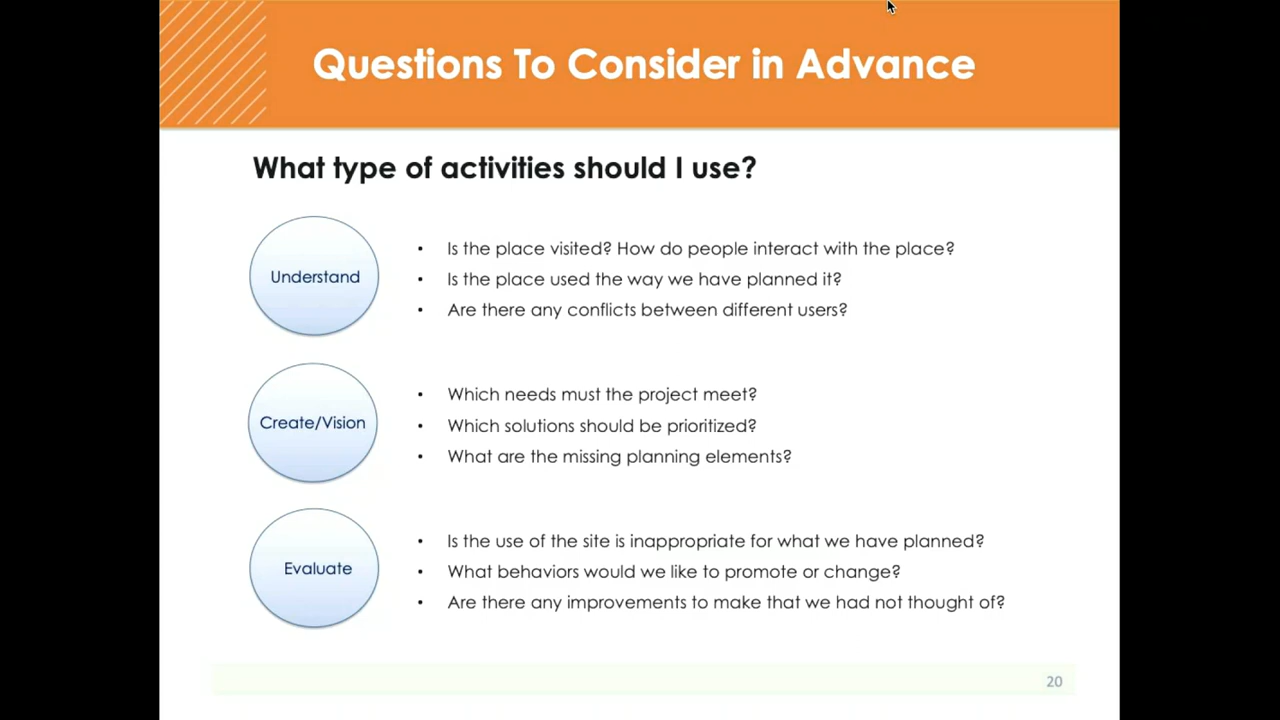 Questions To Consider in Advance
What type of activities should I use?
Understand
• Is the place visited? How do people interact with the place?
• Is the place used the way we have planned it?
• Are there any conflicts between different users?
Create/Vision
• Which needs must the project meet?
• Which solutions should be prioritized?
• What are the missing planning elements?
Evaluate
• Is the use of the site is inappropriate for what we have planned?
• What behaviors would we like to promote or change?
• Are there any improvements to make that we had not thought of?
20